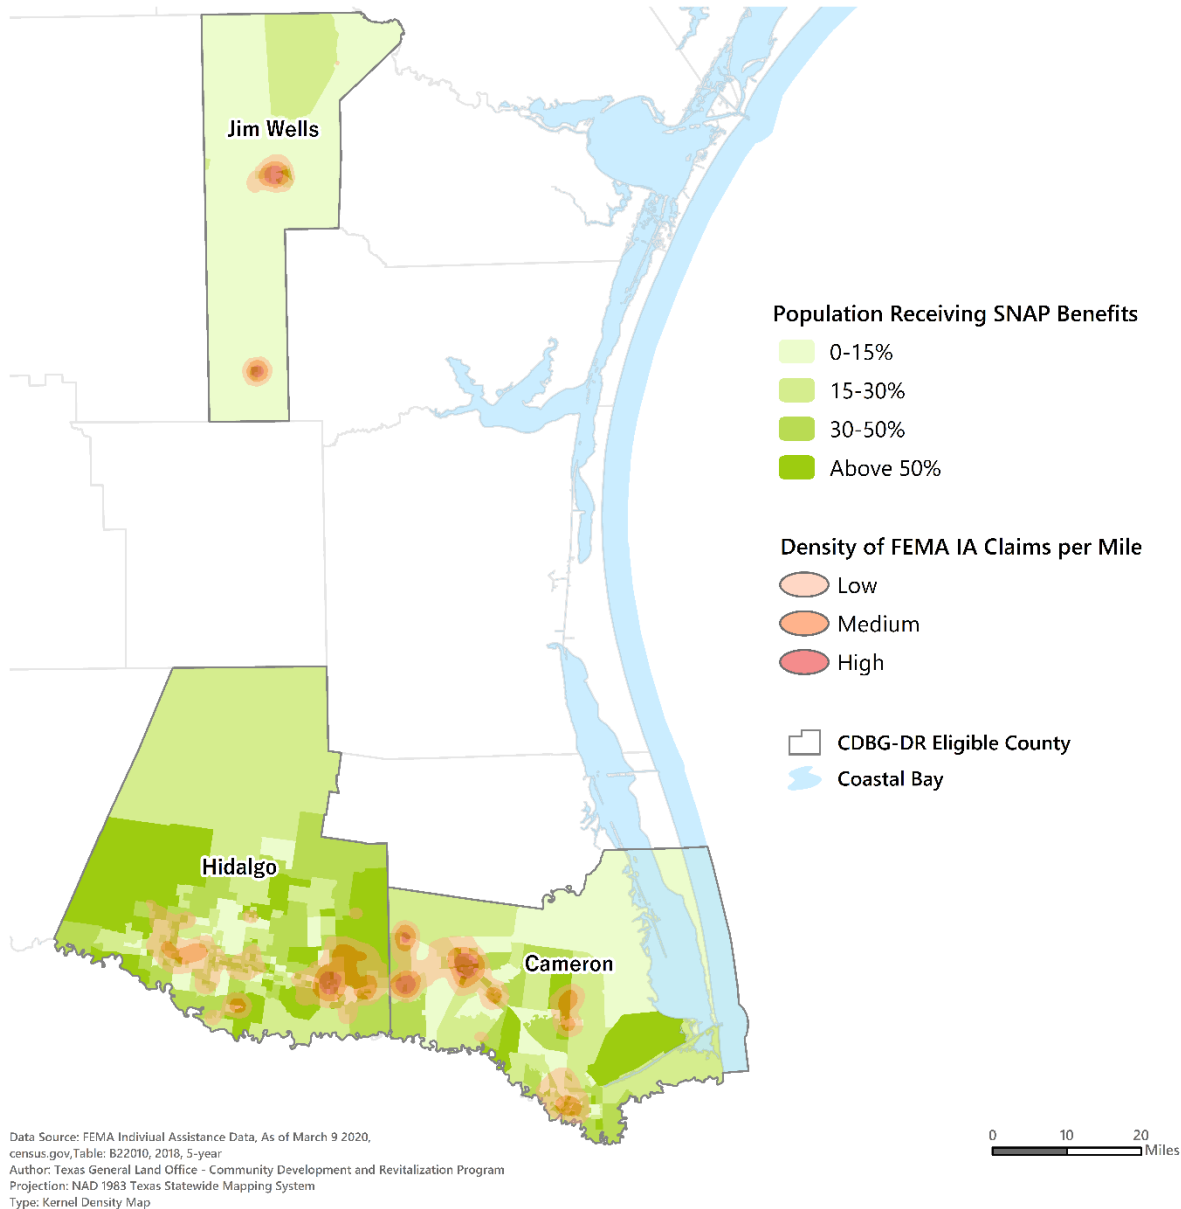 Jim Wells
Population Receiving SNAP Benefits
0-15%
15-30%
30-50%
Above 50%
Density of FEMA IA Claims per Mile
Low
Medium
High
CDBG-DR Eligible County
Coastal Bay
Hidalgo
Cameron
Data Source: FEMA Indiviual Assistance Data, As of March 9 2020,
census.gov,Table: B22010, 2018, 5-year
Author: Texas General Land Office - Community Development and Revitalization Program
Projection: NAD 1983 Texas Statewide Mapping System
Type: Kernel Density Map
0 10 20
Miles